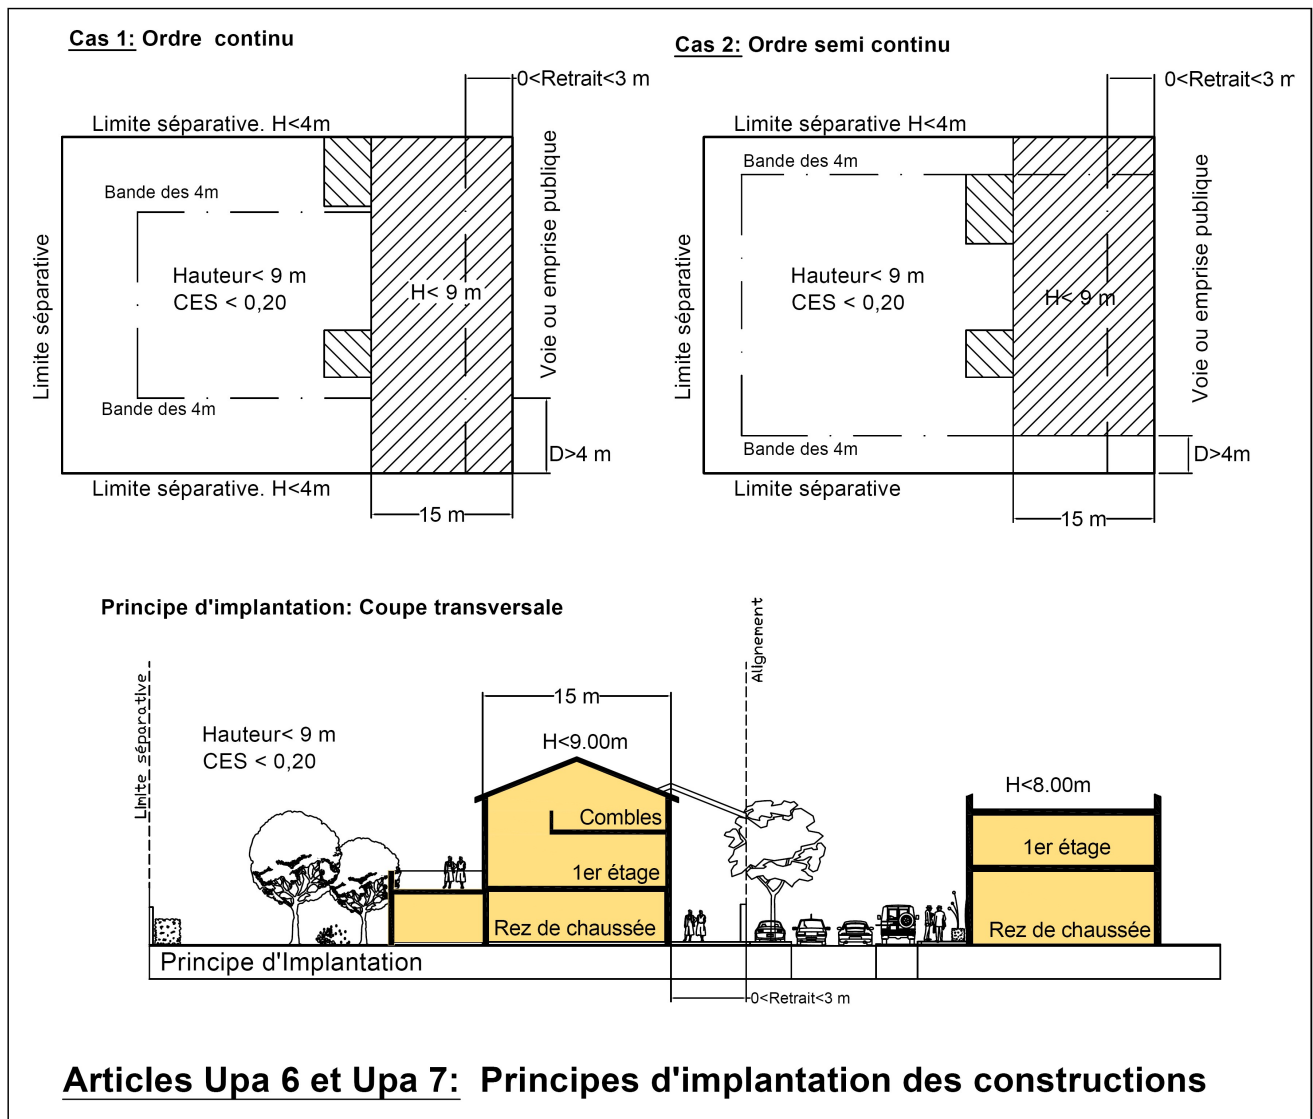 Cas 1: Ordre  continu
0<Retrait<3 m
Limite séparative. H<4m
Bande des 4m
Limite séparative
Hauteur< 9 m
CES < 0,20
H< 9 m
Voie ou emprise publique
Bande des 4m
D>4 m
Limite séparative. H<4m
15 m
Cas 2: Ordre semi continu
0<Retrait<3 m
Limite séparative H<4m
Bande des 4m
Limite séparative
Hauteur< 9 m
CES < 0,20
H< 9 m
Voie ou emprise publique
Bande des 4m
D>4m
Limite séparative
15 m
Principe d'implantation: Coupe transversale
Alignement
Limite séparative
15 m
Hauteur< 9 m
CES < 0,20
H<9.00m
H<8.00m
Combles
1er étage
1er étage
Rez de chaussée
Rez de chaussée
Principe d'Implantation
0<Retrait<3 m
Articles Upa 6 et Upa 7:  Principes d'implantation des constructions